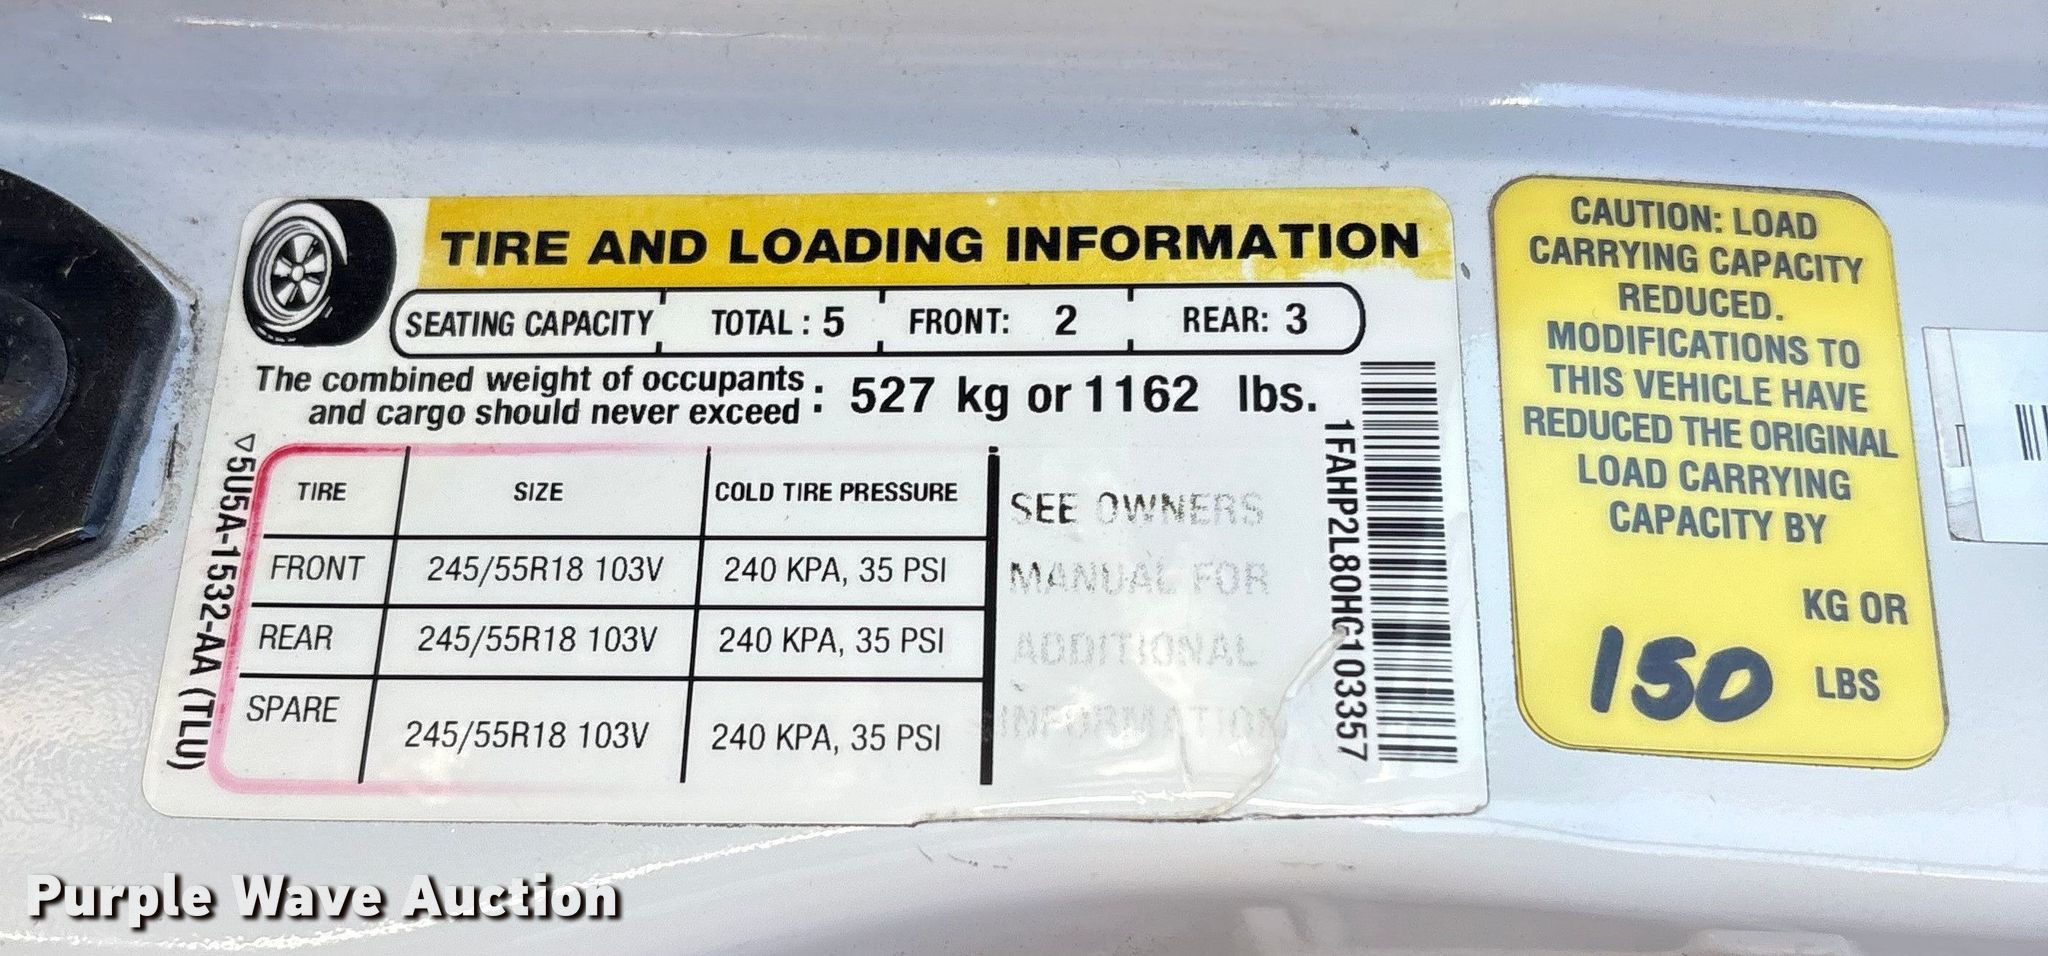 TIRE AND LOADING INFORMATION
SEATING CAPACITY TOTAL : 5 FRONT: 2 REAR: 3
The combined weight of occupants
and cargo should never exceed : 527 kg or 1162 lbs.
TIRE SIZE COLD TIRE PRESSURE
FRONT 245/55R18 103V 240 KPA, 35 PSI
REAR 245/55R18 103V 240 KPA, 35 PSI
SPARE 245/55R18 103V 240 KPA, 35 PSI
SEE OWNERS
MANUAL FOR
ADDITIONAL
INFORMATION
5U5A-1532-AA (TLU)
1FAHP2L80HG103357
CAUTION: LOAD
CARRYING CAPACITY
REDUCED.
MODIFICATIONS TO
THIS VEHICLE HAVE
REDUCED THE ORIGINAL
LOAD CARRYING
CAPACITY BY
KG OR
150 LBS
Purple Wave Auction